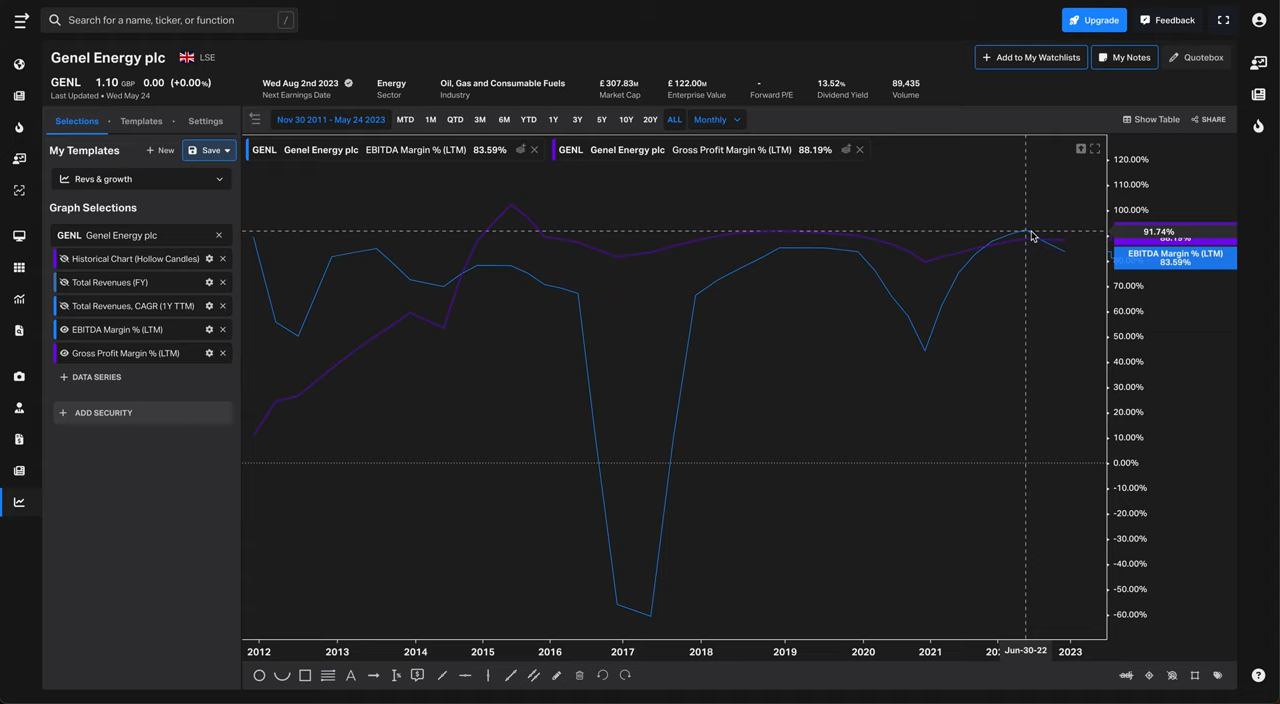 Search for a name, ticker, or function /
Upgrade
Feedback
Genel Energy plc LSE
Add to My Watchlists
My Notes
Quotebox
GENL 1.10 GBP 0.00 (+0.00%)
Last Updated • Wed May 24
Wed Aug 2nd 2023
Next Earnings Date
Energy
Sector
Oil, Gas and Consumable Fuels
Industry
£307.83M
Market Cap
£122.00M
Enterprise Value
-
Forward P/E
13.52%
Dividend Yield
89,435
Volume
Selections • Templates • Settings
Nov 30 2011 - May 24 2023 MTD 1M QTD 3M 6M YTD 1Y 3Y 5Y 10Y 20Y ALL Monthly
Show Table SHARE
My Templates + New Save
Revs & growth
Graph Selections
GENL Genel Energy plc
Historical Chart (Hollow Candles)
Total Revenues (FY)
Total Revenues, CAGR (1Y TTM)
EBITDA Margin % (LTM)
Gross Profit Margin % (LTM)
+ DATA SERIES
+ ADD SECURITY
GENL Genel Energy plc EBITDA Margin % (LTM) 83.59%
GENL Genel Energy plc Gross Profit Margin % (LTM) 88.19%
120.00%
110.00%
100.00%
91.74%
88.19%
EBITDA Margin % (LTM)
83.59%
70.00%
60.00%
50.00%
40.00%
30.00%
20.00%
10.00%
0.00%
-10.00%
-20.00%
-30.00%
-40.00%
-50.00%
-60.00%
2012 2013 2014 2015 2016 2017 2018 2019 2020 2021 Jun-30-22 2023